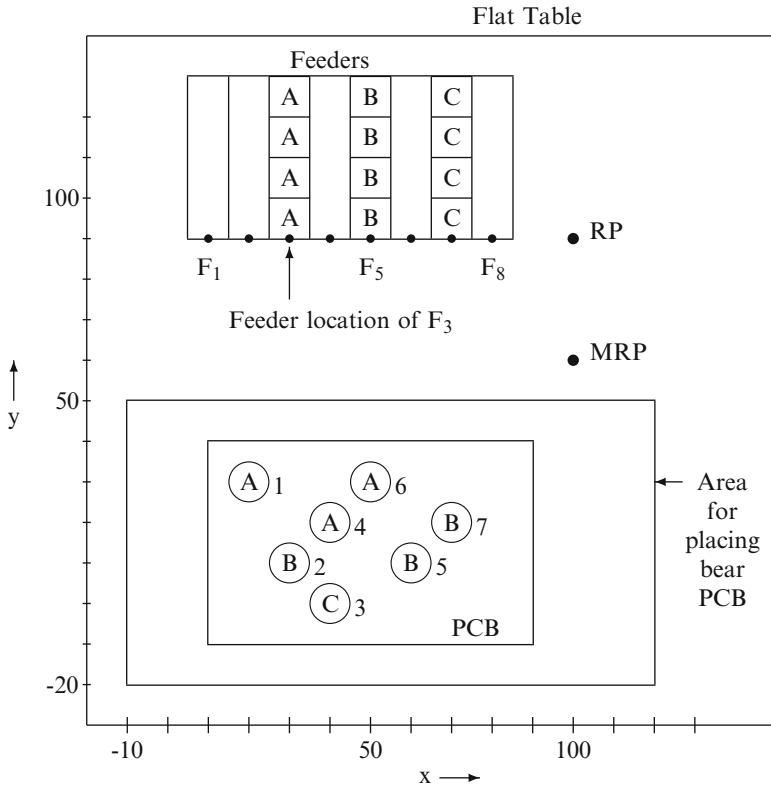 Flat Table
Feeders
A B C
A B C
A B C
100
A B C
RP
F1 F5 F8
Feeder location of F3
MRP
y
50
A 1 A 6
Area
for
placing
bear
PCB
A 4 B 7
B 2 B 5
C 3
PCB
-20
-10 50 100
x